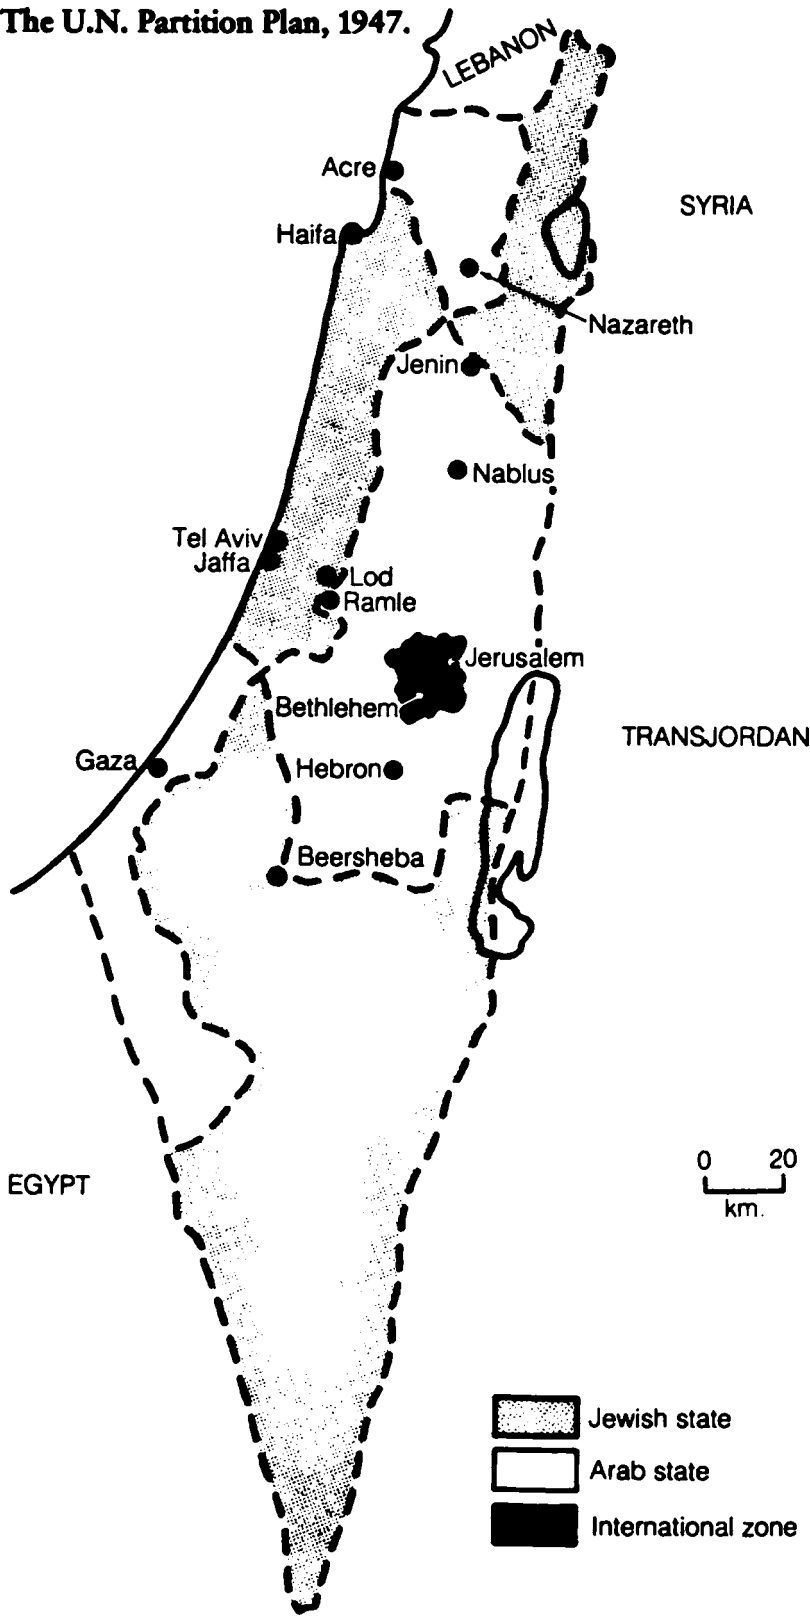 The U.N. Partition Plan, 1947.
LEBANON
Acre
SYRIA
Haifa
Nazareth
Jenin
Nablus
Tel Aviv
Jaffa
Lod
Ramle
Jerusalem
Bethlehem
TRANSJORDAN
Gaza
Hebron
Beersheba
EGYPT
0 20
km.
Jewish state
Arab state
International zone